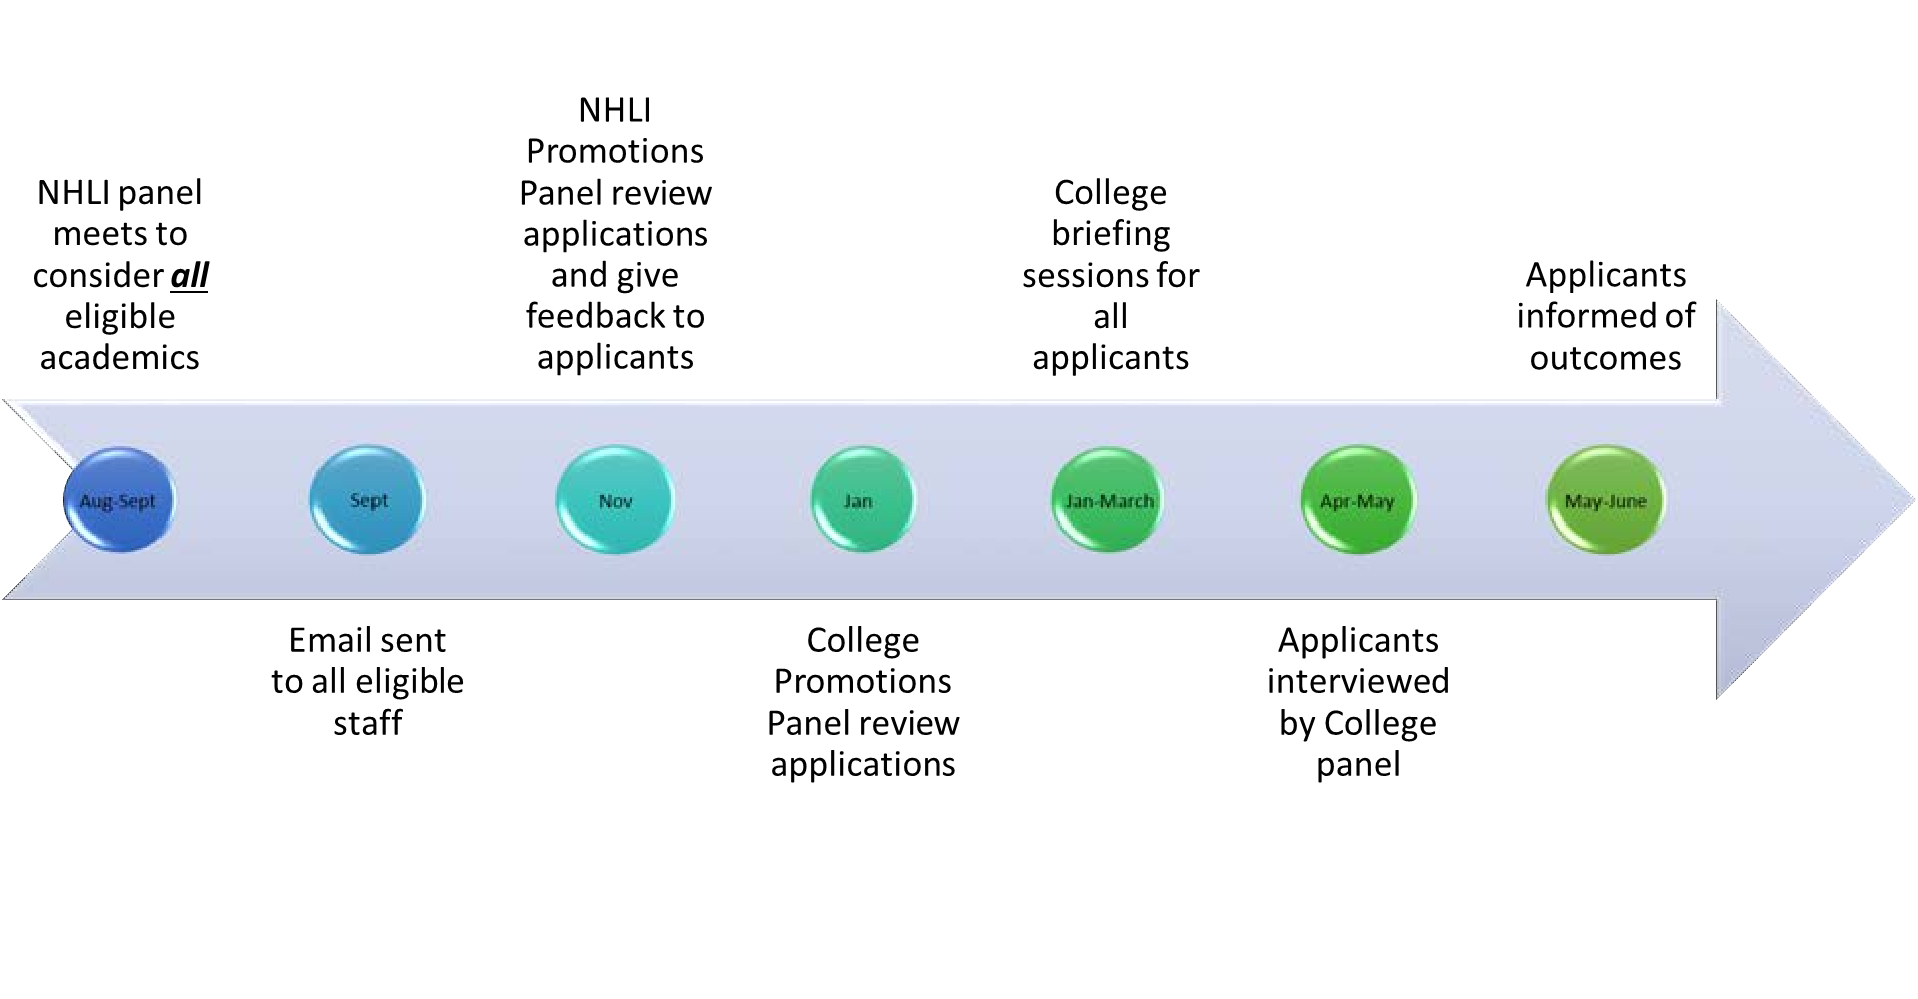 NHLI panel
meets to
consider all
eligible
academics
NHLI
Promotions
Panel review
applications
and give
feedback to
applicants
College
briefing
sessions for
all
applicants
Applicants
informed of
outcomes
Aug-Sept
Sept
Nov
Jan
Jan-March
Apr-May
May-June
Email sent
to all eligible
staff
College
Promotions
Panel review
applications
Applicants
interviewed
by College
panel